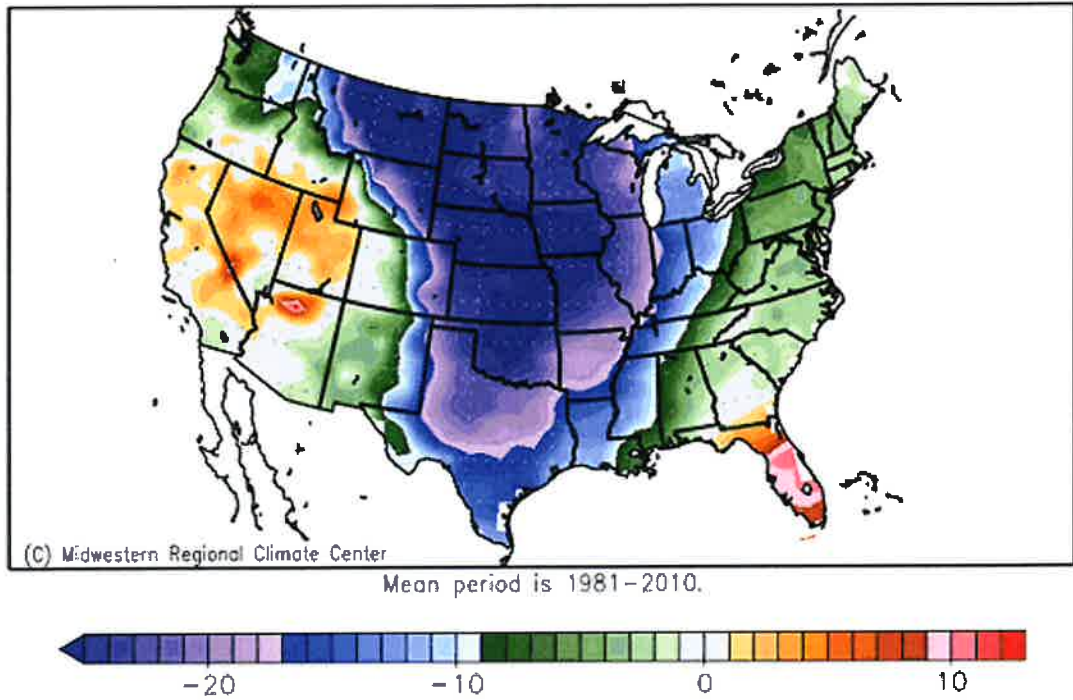 (C) Midwestern Regional Climate Center
Mean period is 1981-2010.
-20 -10 0 10